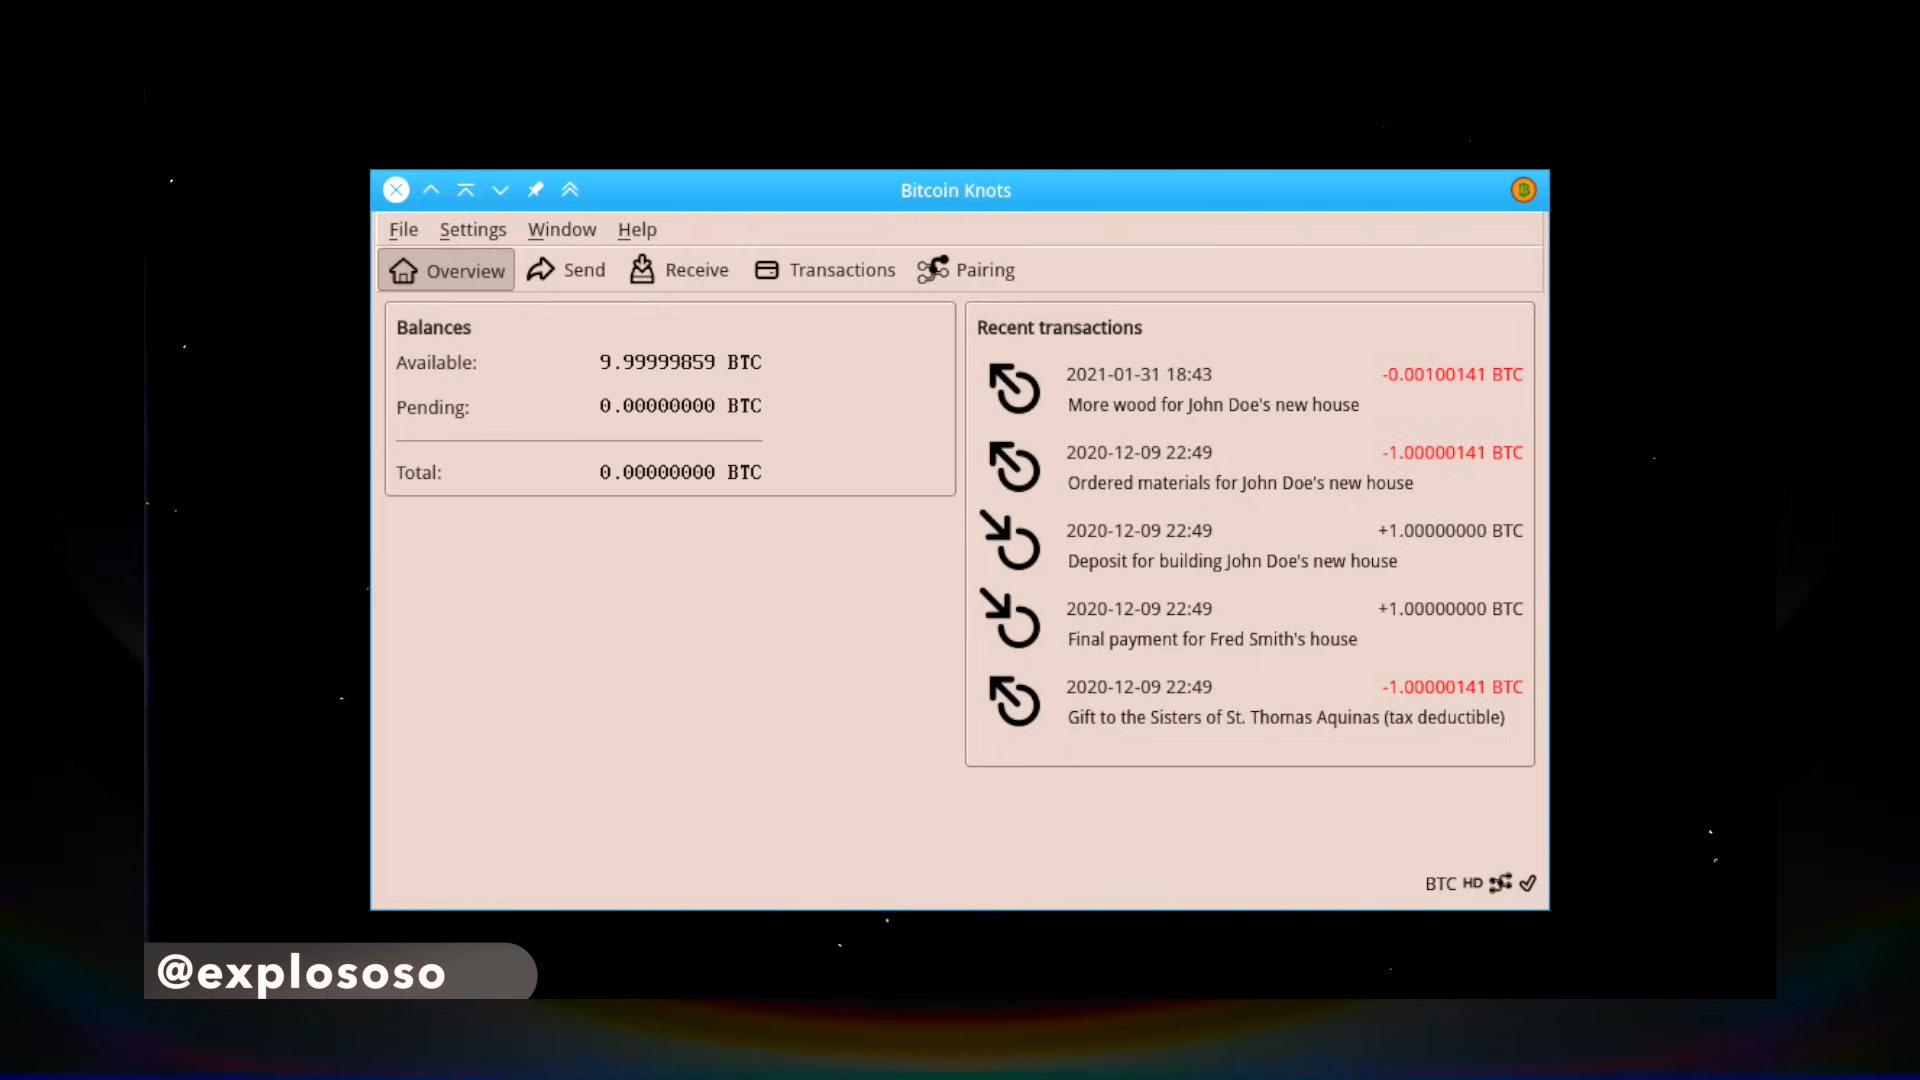 Bitcoin Knots
File Settings Window Help
Overview Send Receive Transactions Pairing
Balances
Available: 9.99999859 BTC
Pending: 0.00000000 BTC
Total: 0.00000000 BTC
Recent transactions
2021-01-31 18:43 -0.00100141 BTC
More wood for John Doe's new house
2020-12-09 22:49 -1.00000141 BTC
Ordered materials for John Doe's new house
2020-12-09 22:49 +1.00000000 BTC
Deposit for building John Doe's new house
2020-12-09 22:49 +1.00000000 BTC
Final payment for Fred Smith's house
2020-12-09 22:49 -1.00000141 BTC
Gift to the Sisters of St. Thomas Aquinas (tax deductible)
BTC HD
@explososo